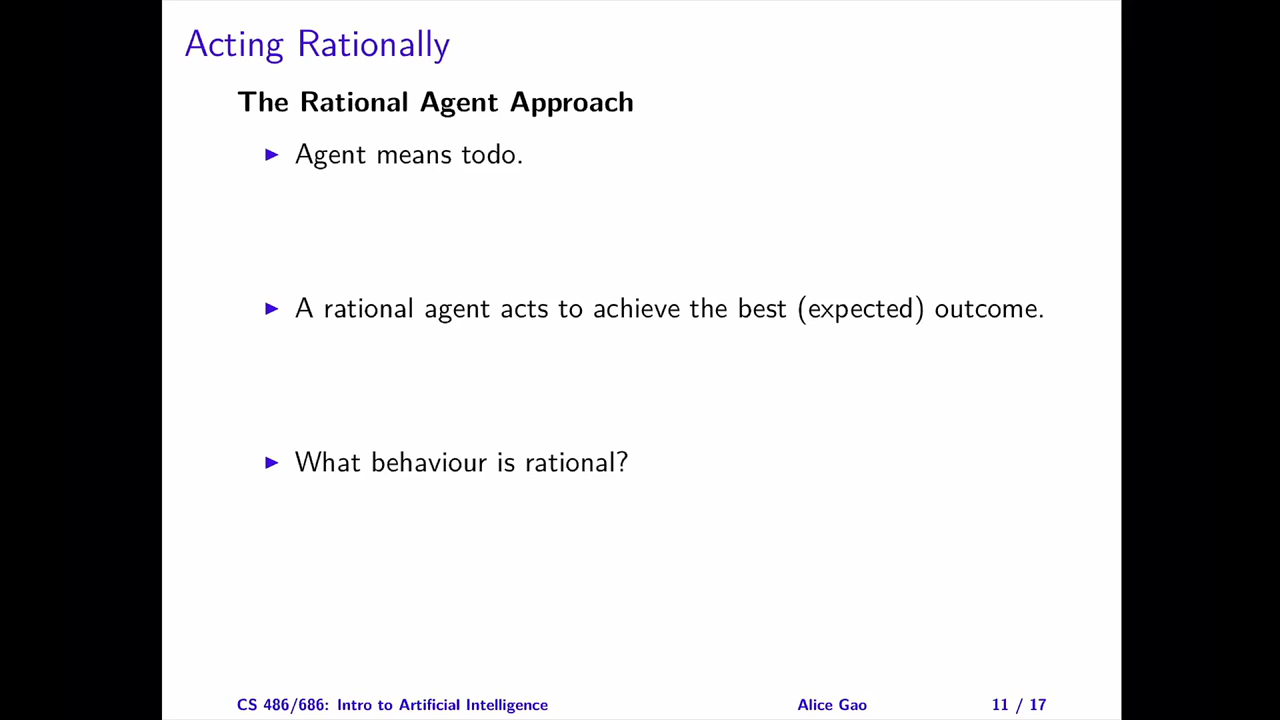 Acting Rationally
The Rational Agent Approach
▶ Agent means todo.
▶ A rational agent acts to achieve the best (expected) outcome.
▶ What behaviour is rational?
CS 486/686: Intro to Artificial Intelligence Alice Gao 11 / 17